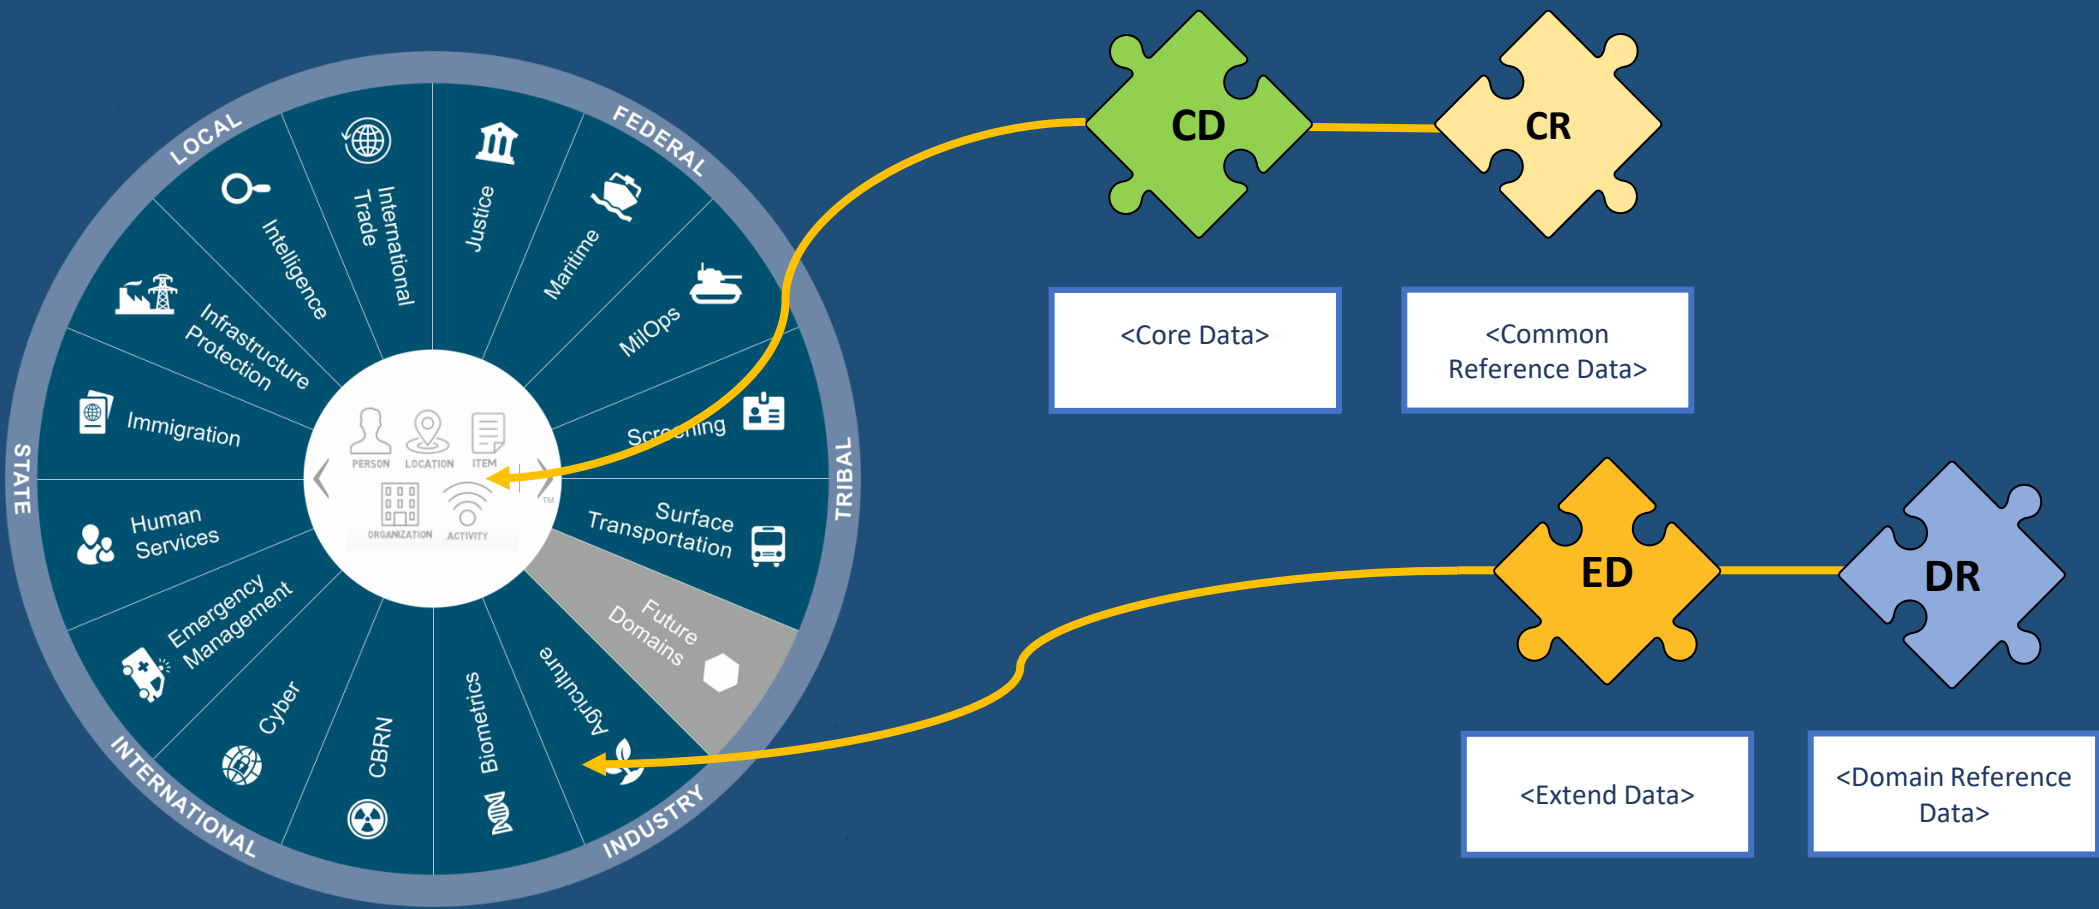 LOCAL
FEDERAL
TRIBAL
INDUSTRY
INTERNATIONAL
STATE
International
Trade
Justice
Maritime
MilOps
Screening
Surface
Transportation
Future
Domains
Agriculture
Biometrics
CBRN
Cyber
Emergency
Management
Human
Services
Immigration
Infrastructure
Protection
Intelligence
PERSON LOCATION ITEM
ORGANIZATION ACTIVITY
TM
CD
CR
<Core Data>
<Common
Reference Data>
ED
DR
<Extend Data>
<Domain Reference
Data>